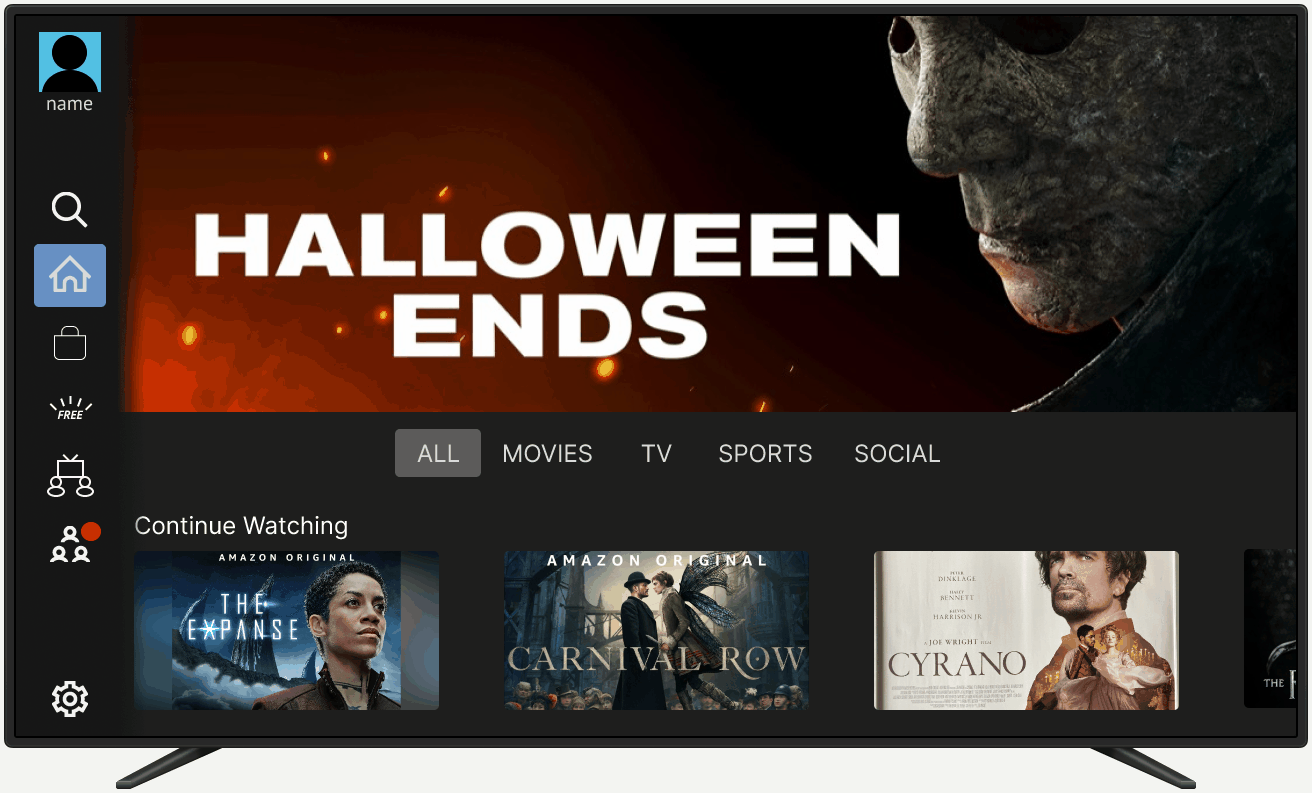 name
HALLOWEEN
ENDS
FREE
ALL MOVIES TV SPORTS SOCIAL
Continue Watching
AMAZON ORIGINAL
THE
EXPANSE
AMAZON ORIGINAL
CARNIVAL ROW
PETER
DINKLAGE
HALEY
BENNETT
KELVIN
HARRISON JR
A JOE WRIGHT FILM
CYRANO
THE